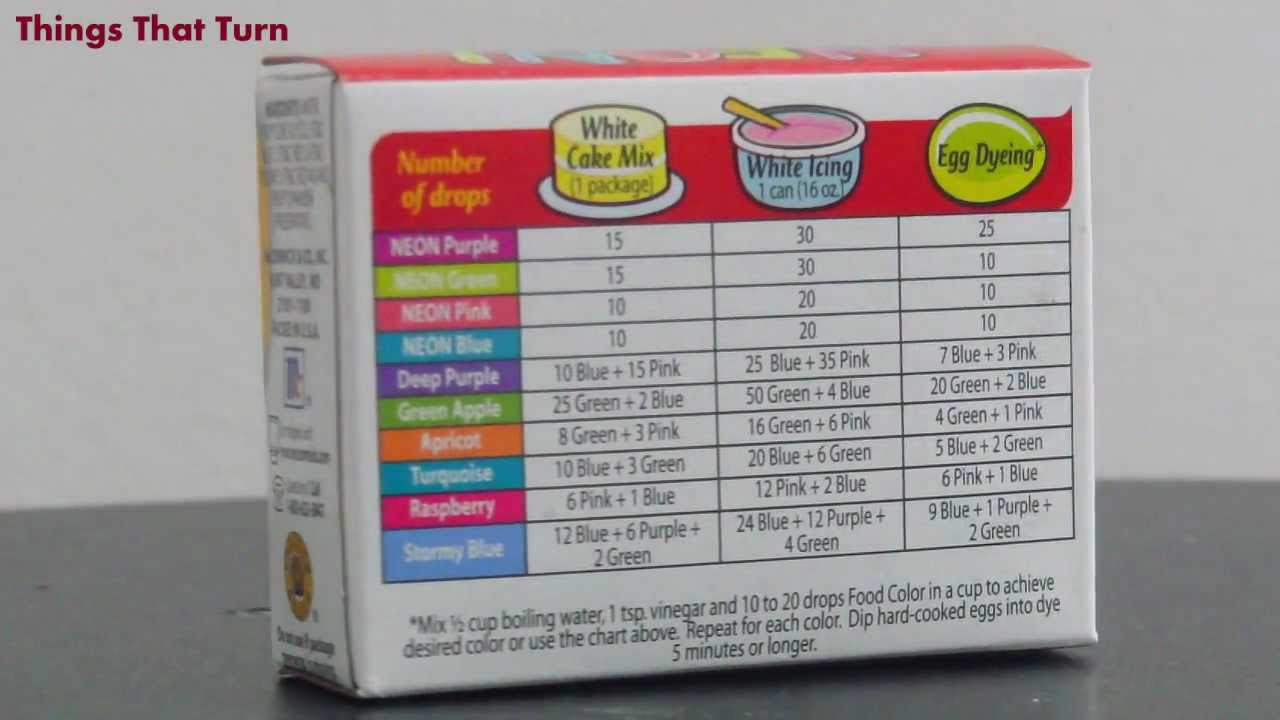 Things That Turn
Number
of drops
White
Cake Mix
(1 package)
White Icing
1 can (16 oz.)
Egg Dyeing*
NEON Purple 15 30 25
NEON Green 15 30 10
NEON Pink 10 20 10
NEON Blue 10 20 10
Deep Purple 10 Blue + 15 Pink 25 Blue + 35 Pink 7 Blue + 3 Pink
Green Apple 25 Green + 2 Blue 50 Green + 4 Blue 20 Green + 2 Blue
Apricot 8 Green + 3 Pink 16 Green + 6 Pink 4 Green + 1 Pink
Turquoise 10 Blue + 3 Green 20 Blue + 6 Green 5 Blue + 2 Green
Raspberry 6 Pink + 1 Blue 12 Pink + 2 Blue 6 Pink + 1 Blue
Stormy Blue 12 Blue + 6 Purple +
2 Green
24 Blue + 12 Purple +
4 Green
9 Blue + 1 Purple +
2 Green
*Mix ½ cup boiling water, 1 tsp. vinegar and 10 to 20 drops Food Color in a cup to achieve
desired color or use the chart above. Repeat for each color. Dip hard-cooked eggs into dye
5 minutes or longer.
Do not use if package